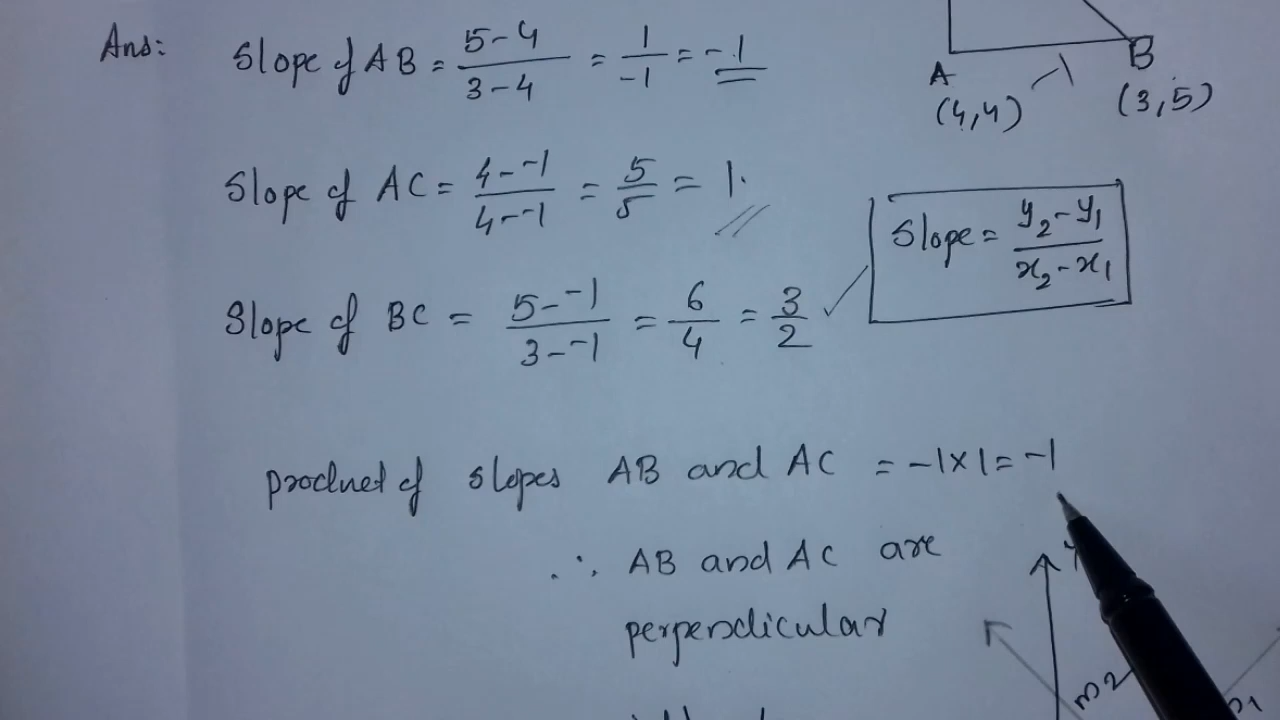 Ans: Slope of AB = 5-4 / 3-4 = 1 / -1 = -1
A
B
(4,4)
(3,5)
Slope of AC = 4--1 / 4--1 = 5/5 = 1.
Slope = y2-y1 / x2-x1
Slope of BC = 5--1 / 3--1 = 6/4 = 3/2
product of slopes AB and AC = -1×1 = -1
∴ AB and AC are
perpendicular
m2